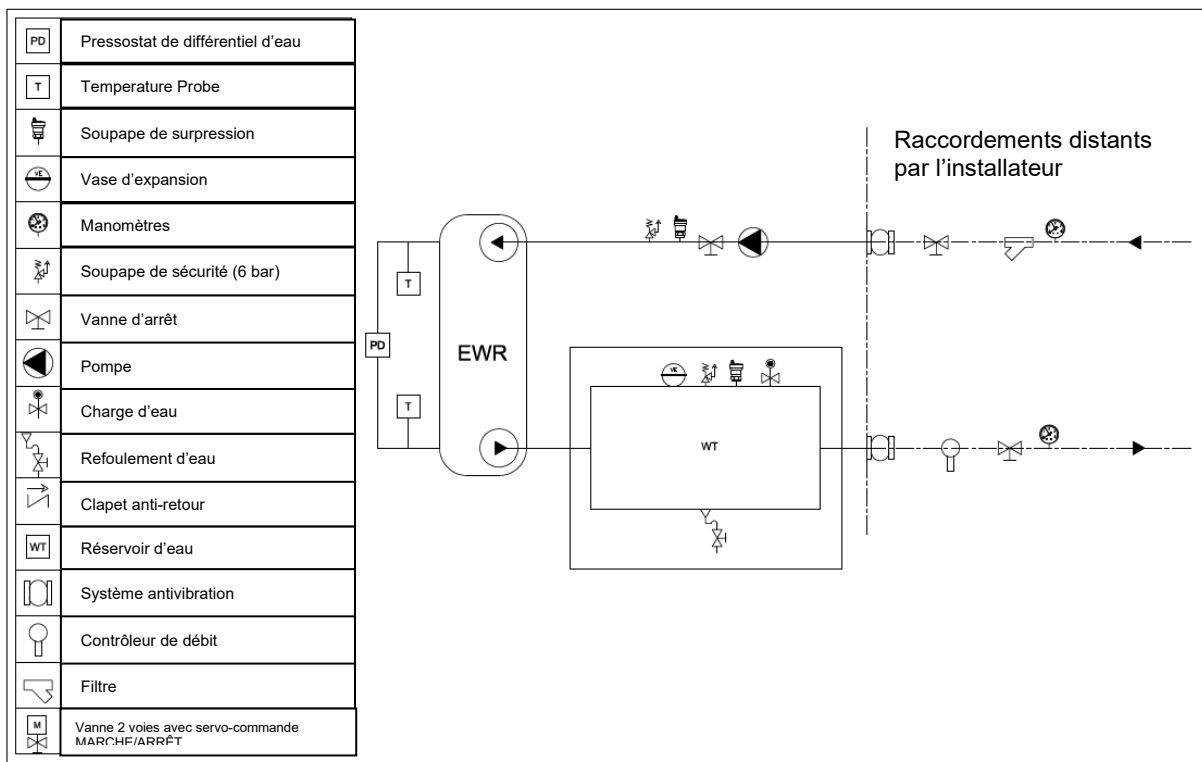 PD
Pressostat de différentiel d'eau
T
Temperature Probe
Soupape de surpression
VE
Vase d'expansion
Manomètres
Soupape de sécurité (6 bar)
Vanne d'arrêt
Pompe
Charge d'eau
Refoulement d'eau
Clapet anti-retour
WT
Réservoir d'eau
Système antivibration
Contrôleur de débit
Filtre
M
Vanne 2 voies avec servo-commande
MARCHE/ARRÊT
Raccordements distants
par l'installateur
T
PD
EWR
T
VE
WT